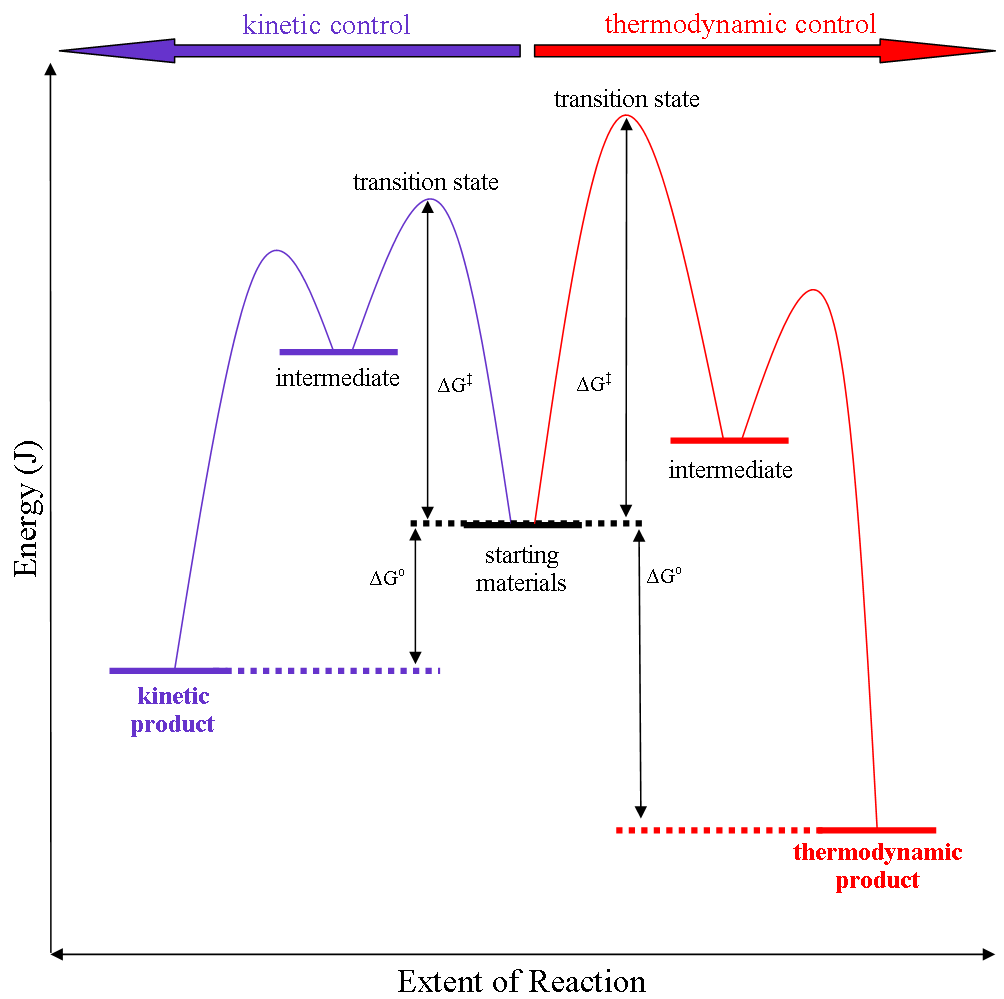 kinetic control
thermodynamic control
transition state
transition state
intermediate
ΔG‡
ΔG‡
intermediate
Energy (J)
starting
materials
ΔG°
ΔG°
kinetic
product
thermodynamic
product
Extent of Reaction